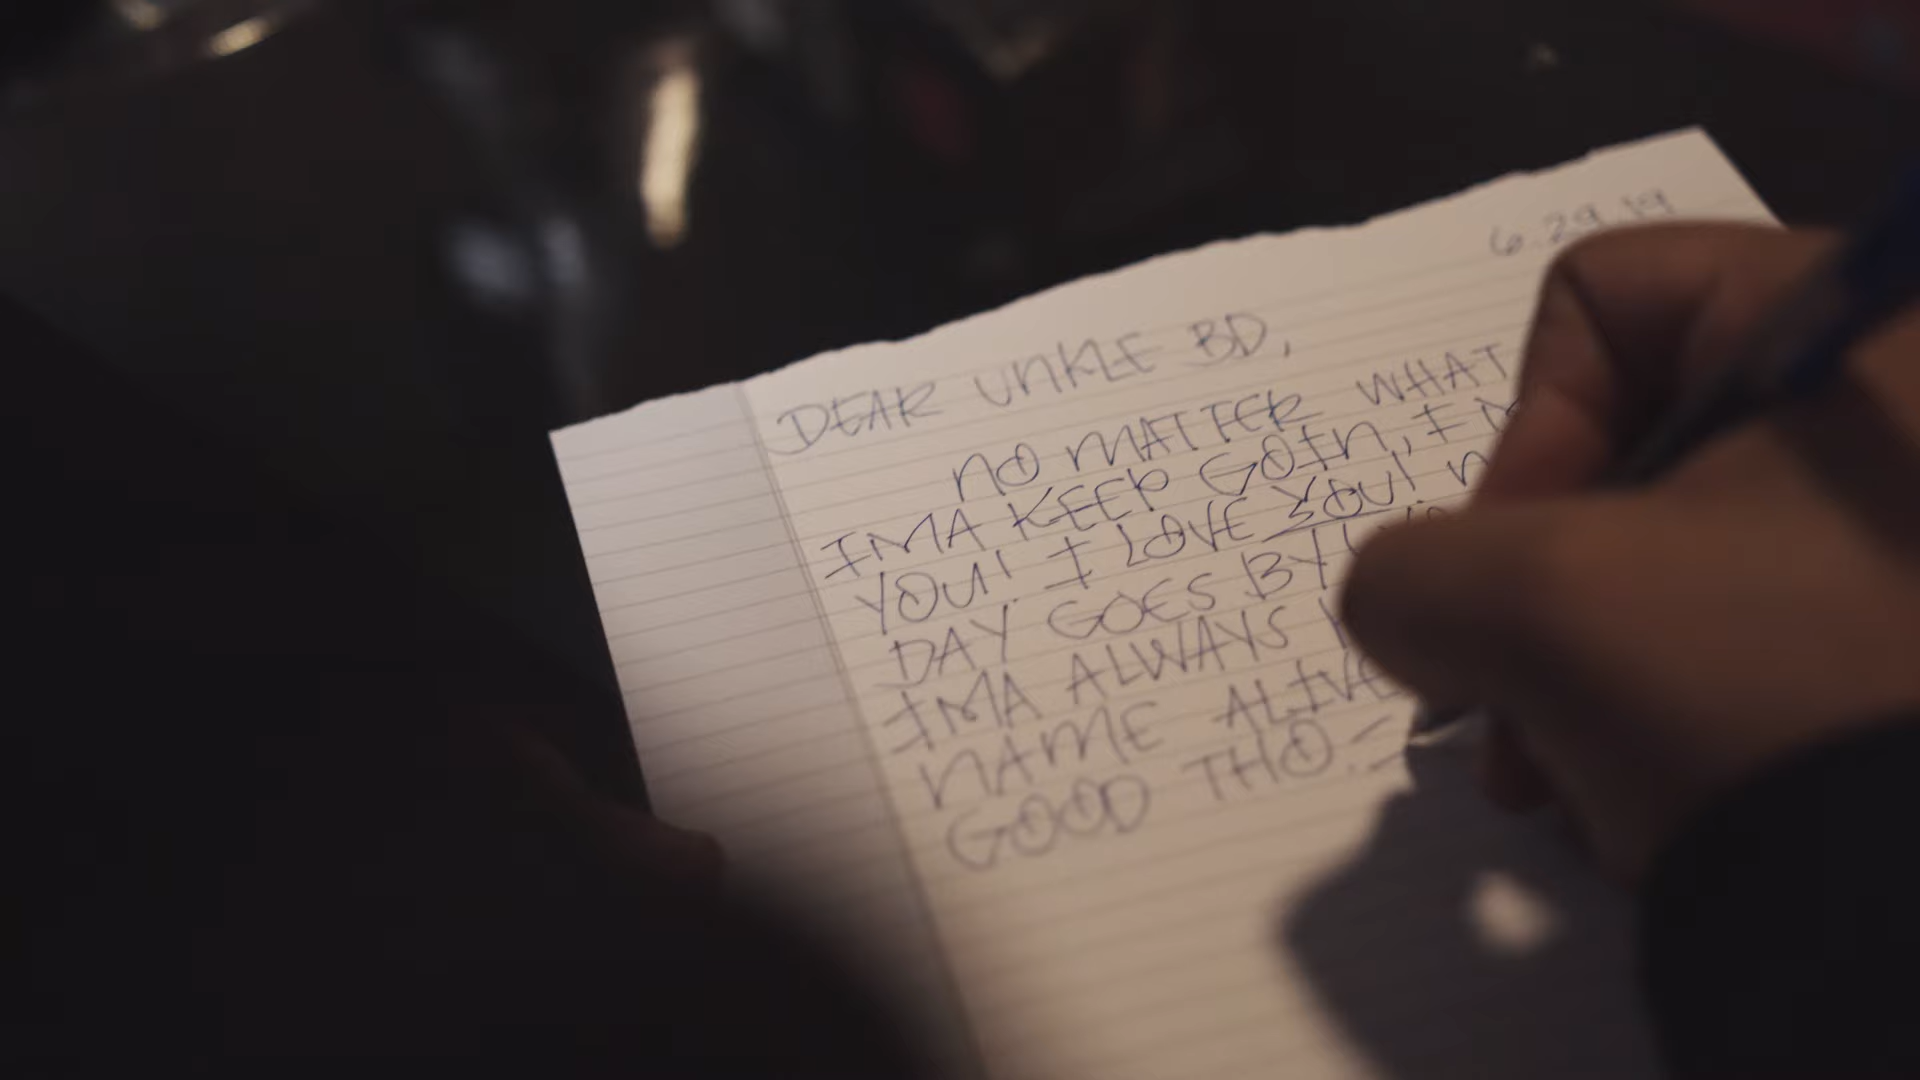 6.29.19
DEAR UNKLE BD,
NO MATTER WHAT
IMA KEEP GOIN, I
YOU! I LOVE YOU!
DAY GOES BY
IMA ALWAYS
NAME ALIVE
GOOD THO.